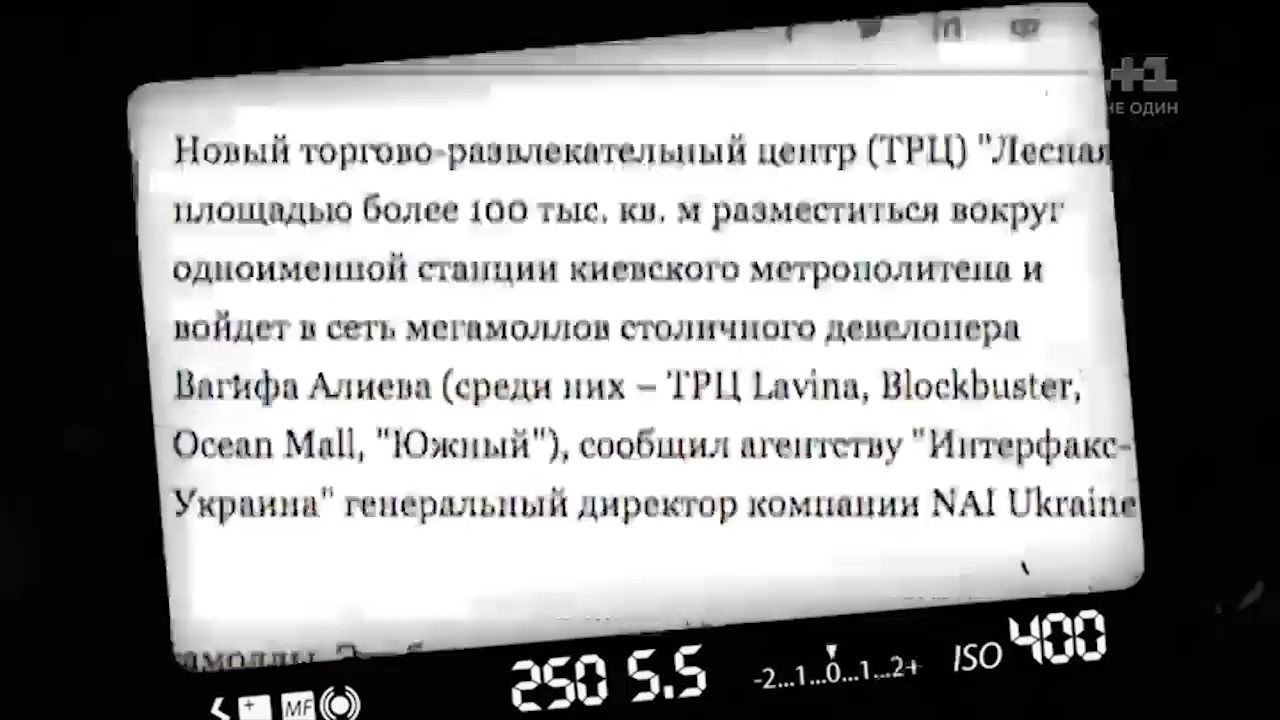 +1
НЕ ОДИН
Новый торгово-развлекательный центр (ТРЦ) "Лесная
площадью более 100 тыс. кв. м разместиться вокруг
одноименной станции киевского метрополитена и
войдет в сеть мегамоллов столичного девелопера
Вагифа Алиева (среди них – ТРЦ Lavina, Blockbuster,
Ocean Mall, "Южный"), сообщил агентству "Интерфакс-
Украина" генеральный директор компании NAI Ukraine
MF 250 5.5 -2...1...0...1...2+ ISO 400